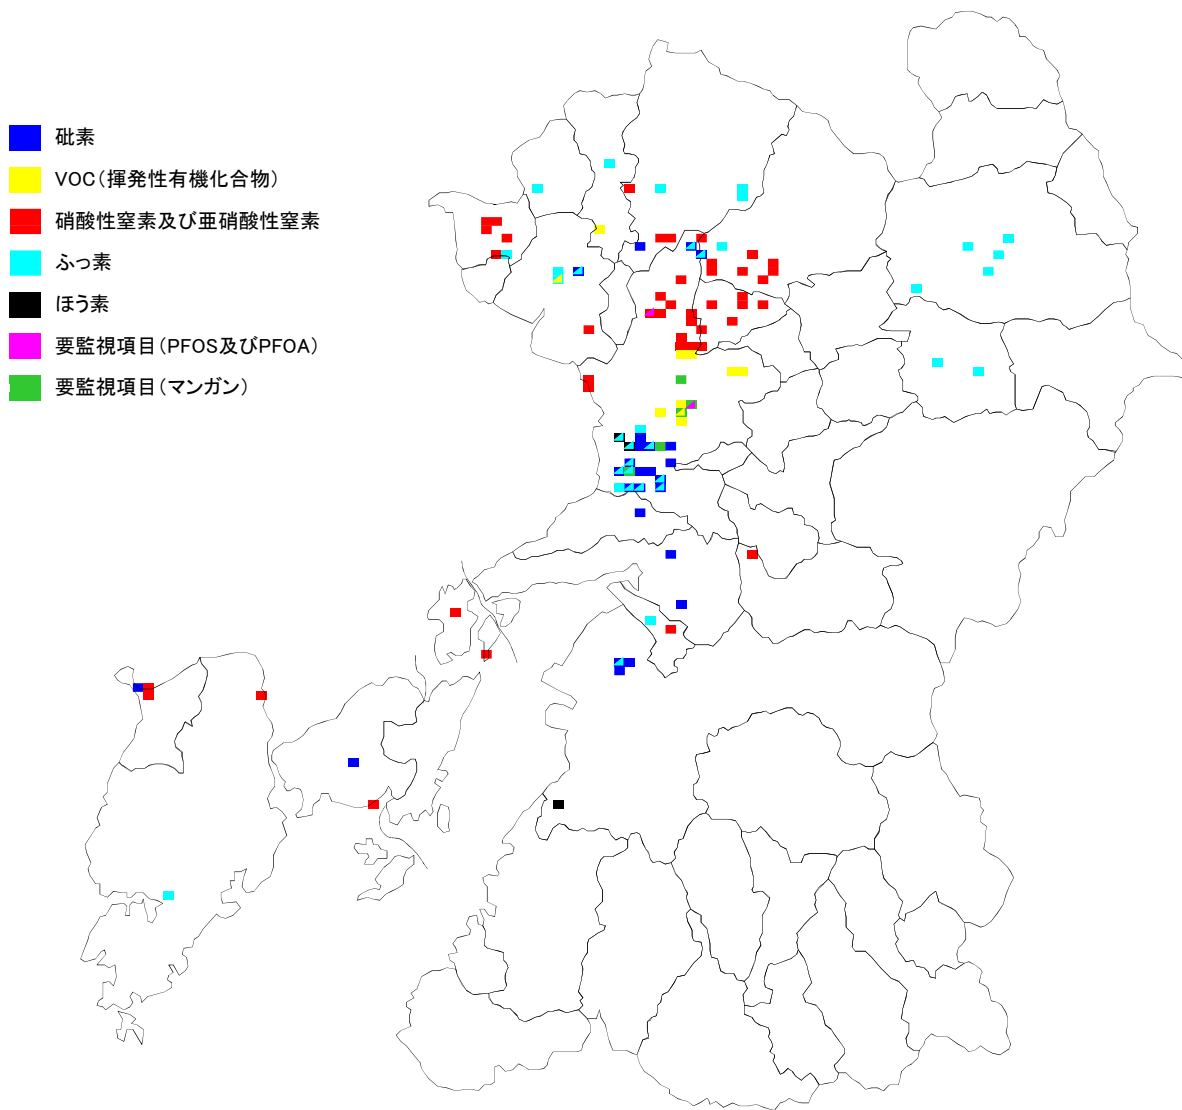 砒素
VOC(揮発性有機化合物)
硝酸性窒素及び亜硝酸性窒素
ふっ素
ほう素
要監視項目(PFOS及びPFOA)
要監視項目(マンガン)